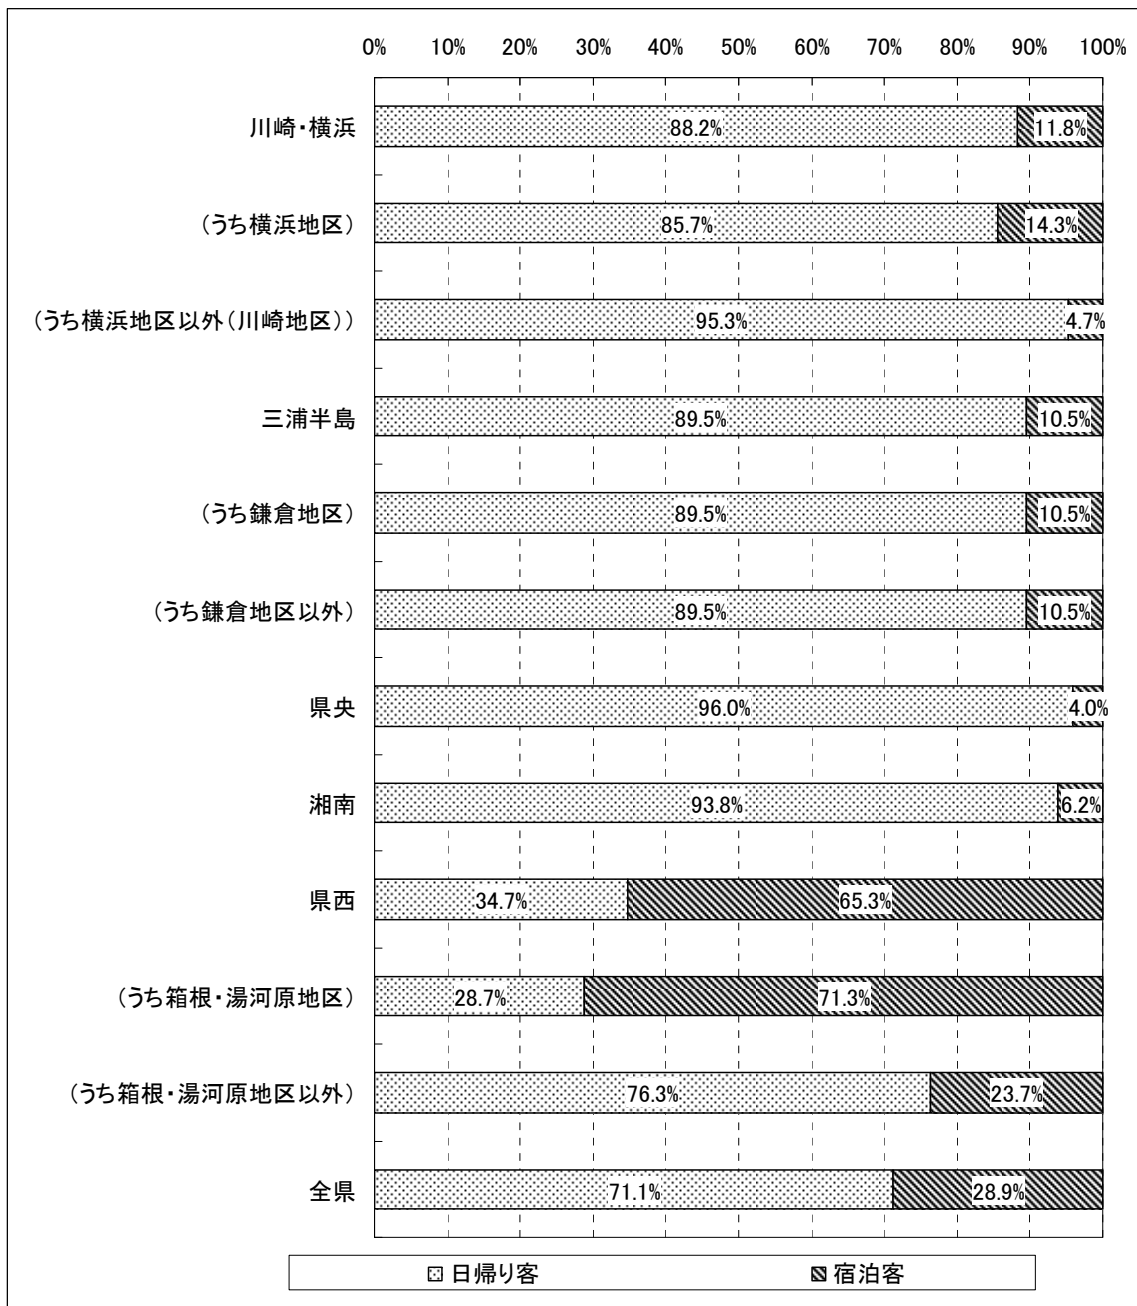 0% 10% 20% 30% 40% 50% 60% 70% 80% 90% 100%
川崎・横浜 88.2% 11.8%
(うち横浜地区) 85.7% 14.3%
(うち横浜地区以外(川崎地区)) 95.3% 4.7%
三浦半島 89.5% 10.5%
(うち鎌倉地区) 89.5% 10.5%
(うち鎌倉地区以外) 89.5% 10.5%
県央 96.0% 4.0%
湘南 93.8% 6.2%
県西 34.7% 65.3%
(うち箱根・湯河原地区) 28.7% 71.3%
(うち箱根・湯河原地区以外) 76.3% 23.7%
全県 71.1% 28.9%
日帰り客 宿泊客